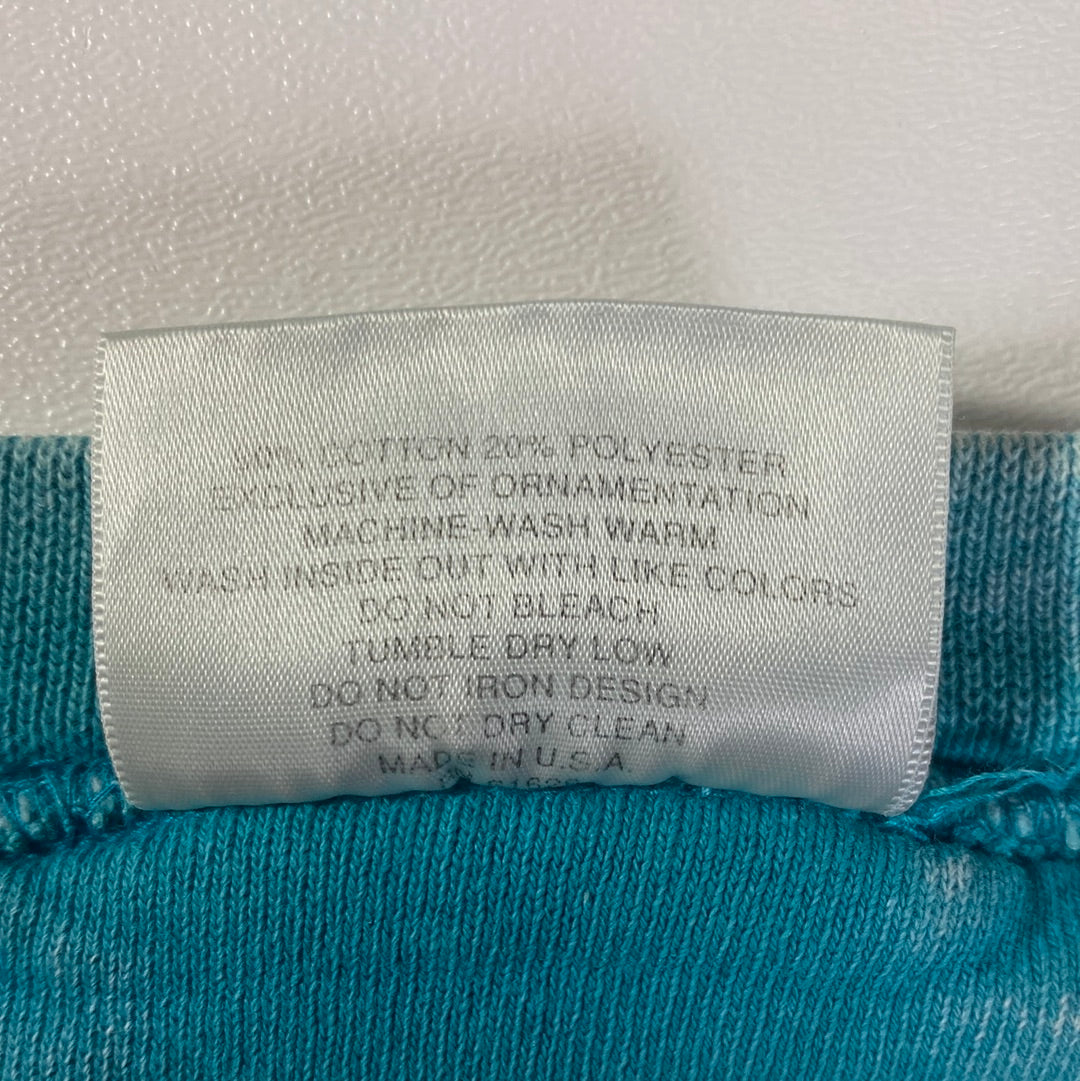 80% COTTON 20% POLYESTER
EXCLUSIVE OF ORNAMENTATION
MACHINE-WASH WARM
WASH INSIDE OUT WITH LIKE COLORS
DO NOT BLEACH
TUMBLE DRY LOW
DO NOT IRON DESIGN
DO NOT DRY CLEAN
MADE IN U.S.A.